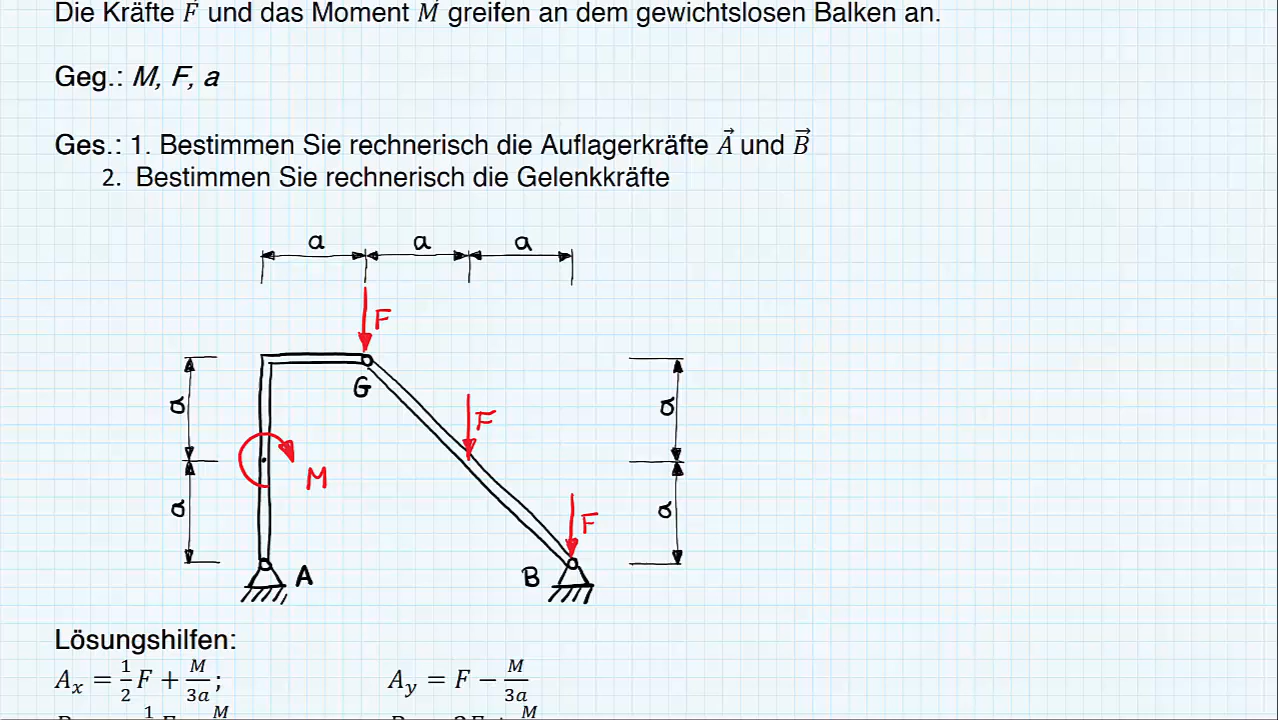 Die Kräfte F⃗ und das Moment M⃗ greifen an dem gewichtslosen Balken an.
Geg.: M, F, a
Ges.: 1. Bestimmen Sie rechnerisch die Auflagerkräfte A⃗ und B⃗
2. Bestimmen Sie rechnerisch die Gelenkkräfte
a a a
F
G
a a
F
M
a a
F
A B
Lösungshilfen:
A_x = 1/2 F + M/3a; A_y = F − M/3a